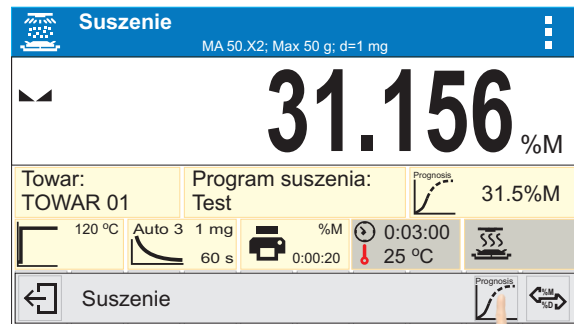 Suszenie
MA 50.X2; Max 50 g; d=1 mg
31.156 %M
Towar:
TOWAR 01
Program suszenia:
Test
Prognosis
31.5%M
120 ºC
Auto 3 1 mg
60 s
%M
0:00:20
0:03:00
25 ºC
Suszenie
Prognosis
%M
%D